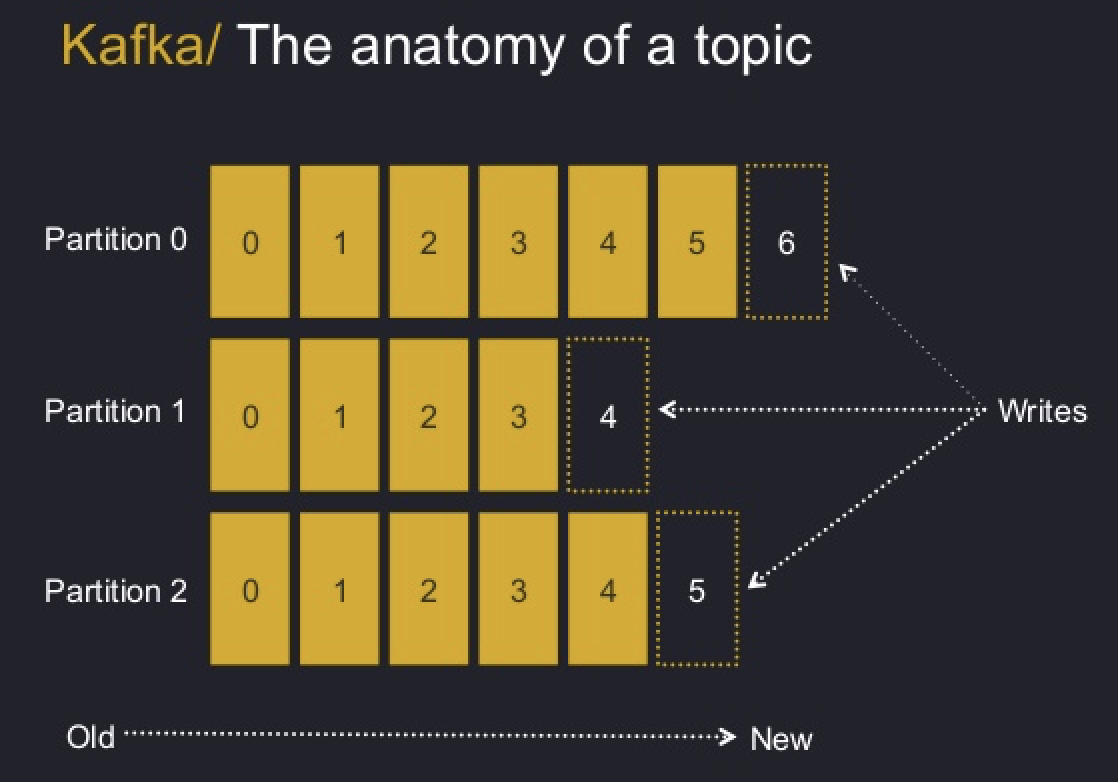 Kafka/ The anatomy of a topic
Partition 0 0 1 2 3 4 5 6
Partition 1 0 1 2 3 4 Writes
Partition 2 0 1 2 3 4 5
Old New